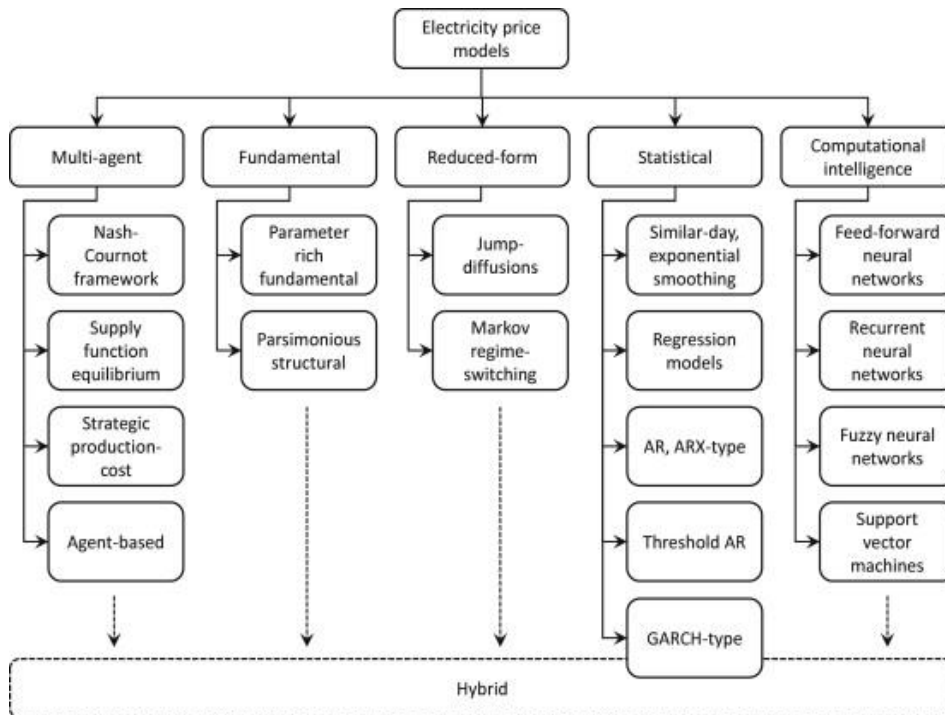 Electricity price
models
Multi-agent
Fundamental
Reduced-form
Statistical
Computational
intelligence
Nash-
Cournot
framework
Supply
function
equilibrium
Strategic
production-
cost
Agent-based
Parameter
rich
fundamental
Parsimonious
structural
Jump-
diffusions
Markov
regime-
switching
Similar-day,
exponential
smoothing
Regression
models
AR, ARX-type
Threshold AR
GARCH-type
Feed-forward
neural
networks
Recurrent
neural
networks
Fuzzy neural
networks
Support
vector
machines
Hybrid